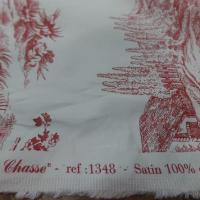 Chasse" - ref : 1348 - Satin 100%